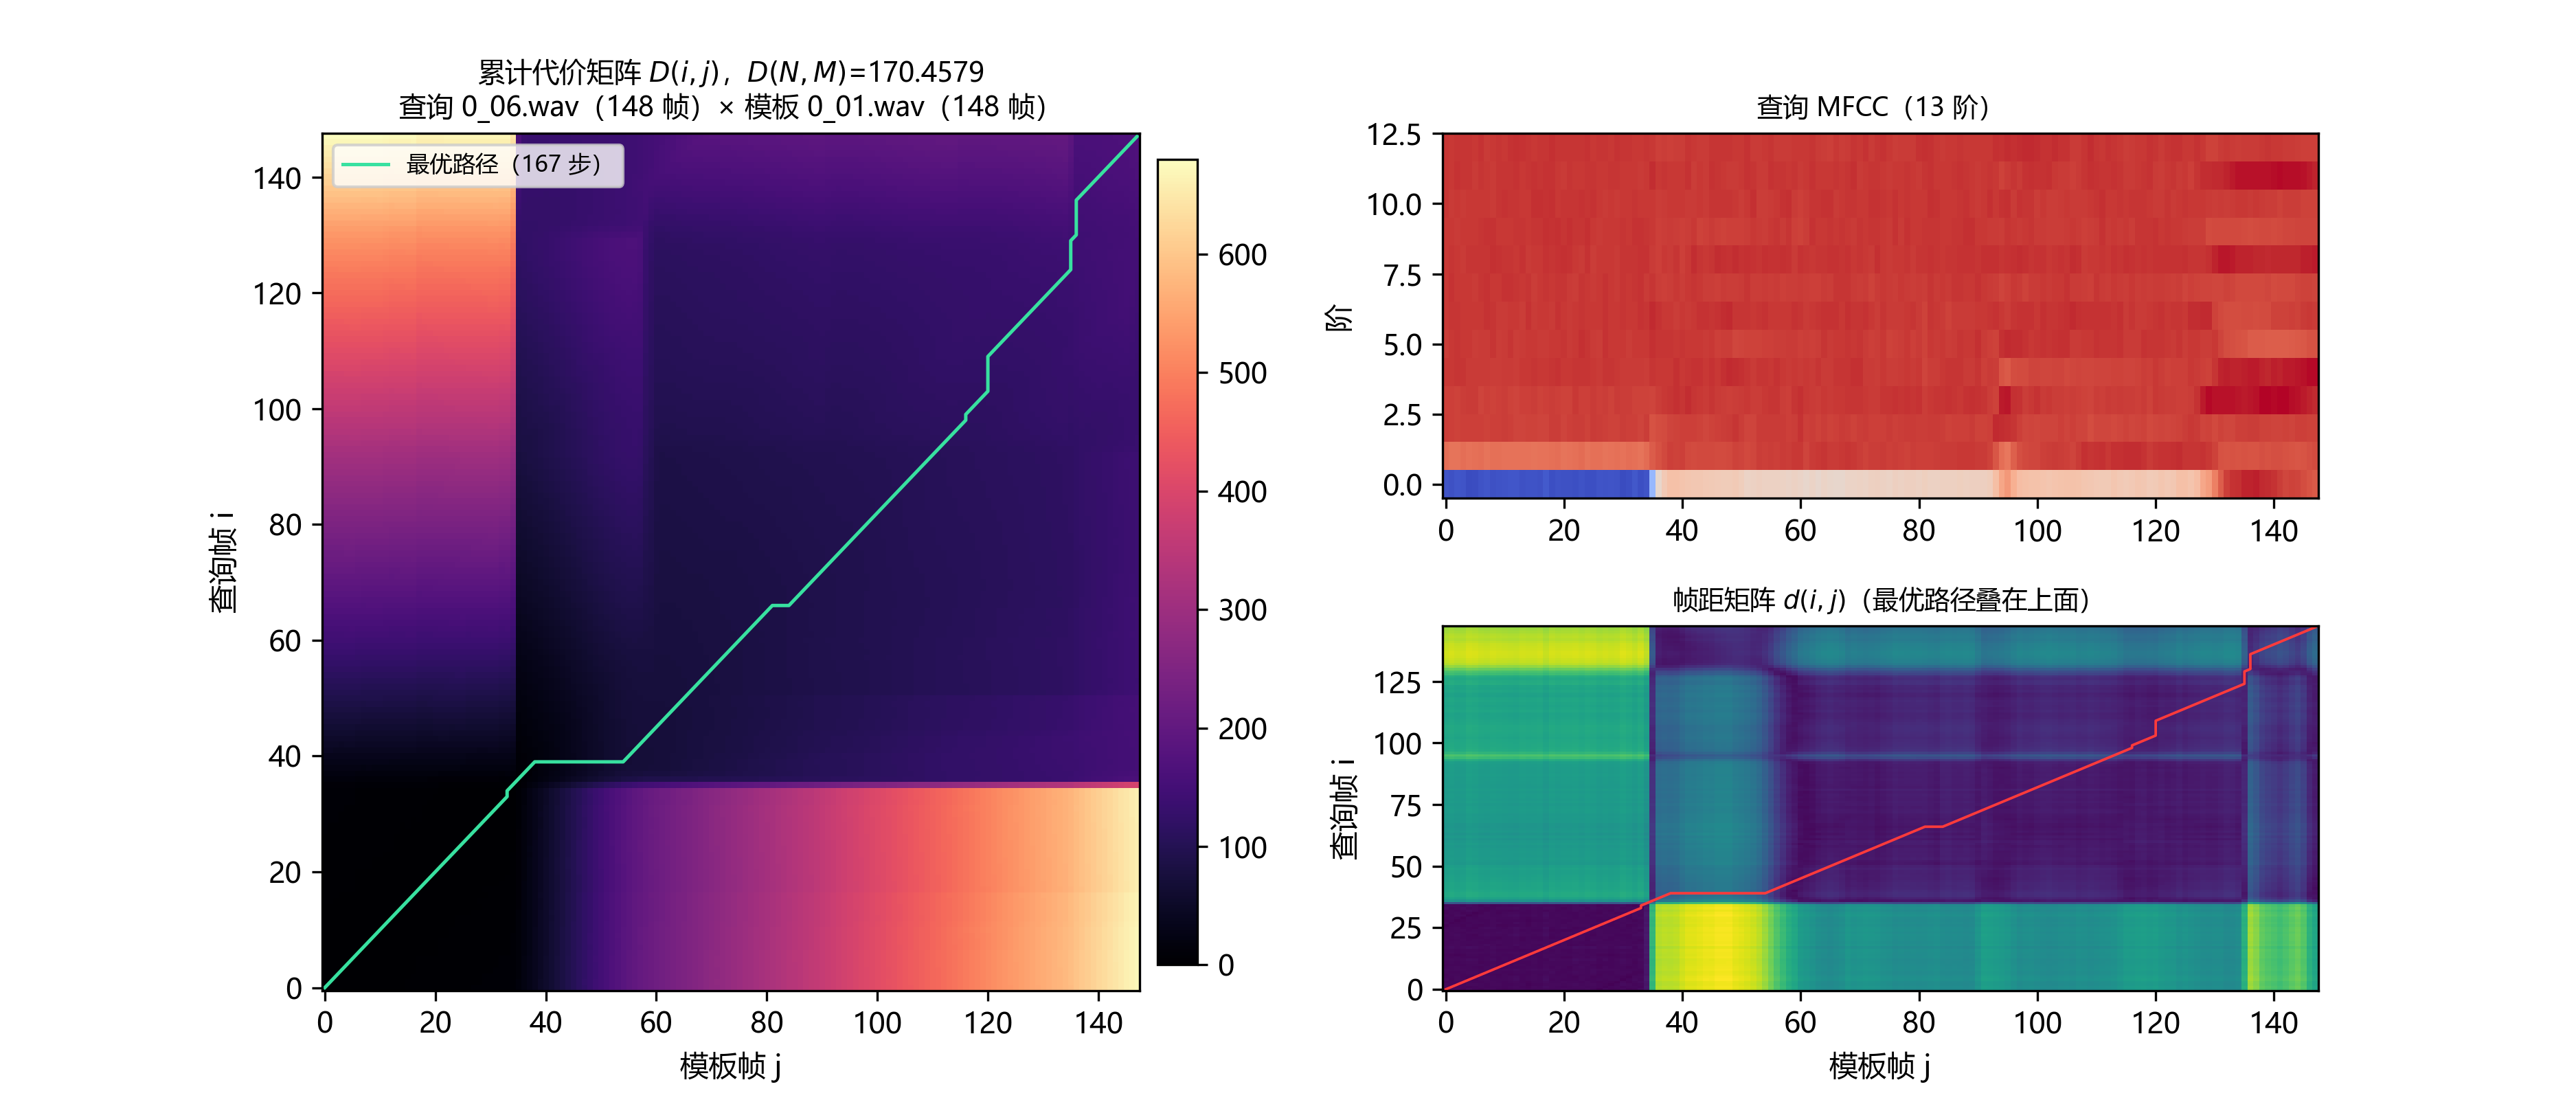 累计代价矩阵 D(i, j)，D(N, M)=170.4579
查询 0_06.wav（148 帧）× 模板 0_01.wav（148 帧）
最优路径（167 步）
140
120
100
80
60
40
20
0
查询帧 i
0 20 40 60 80 100 120 140
模板帧 j
600
500
400
300
200
100
0
查询 MFCC（13 阶）
12.5
10.0
7.5
5.0
2.5
0.0
阶
0 20 40 60 80 100 120 140
帧距矩阵 d(i, j)（最优路径叠在上面）
125
100
75
50
25
0
查询帧 i
0 20 40 60 80 100 120 140
模板帧 j